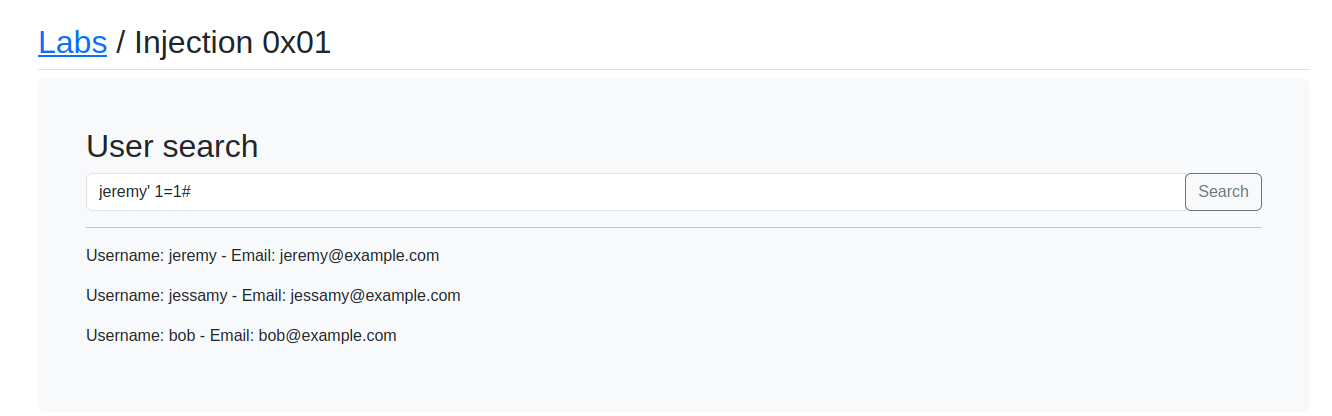 Labs / Injection 0x01
User search
jeremy' 1=1#
Search
Username: jeremy - Email: jeremy@example.com
Username: jessamy - Email: jessamy@example.com
Username: bob - Email: bob@example.com